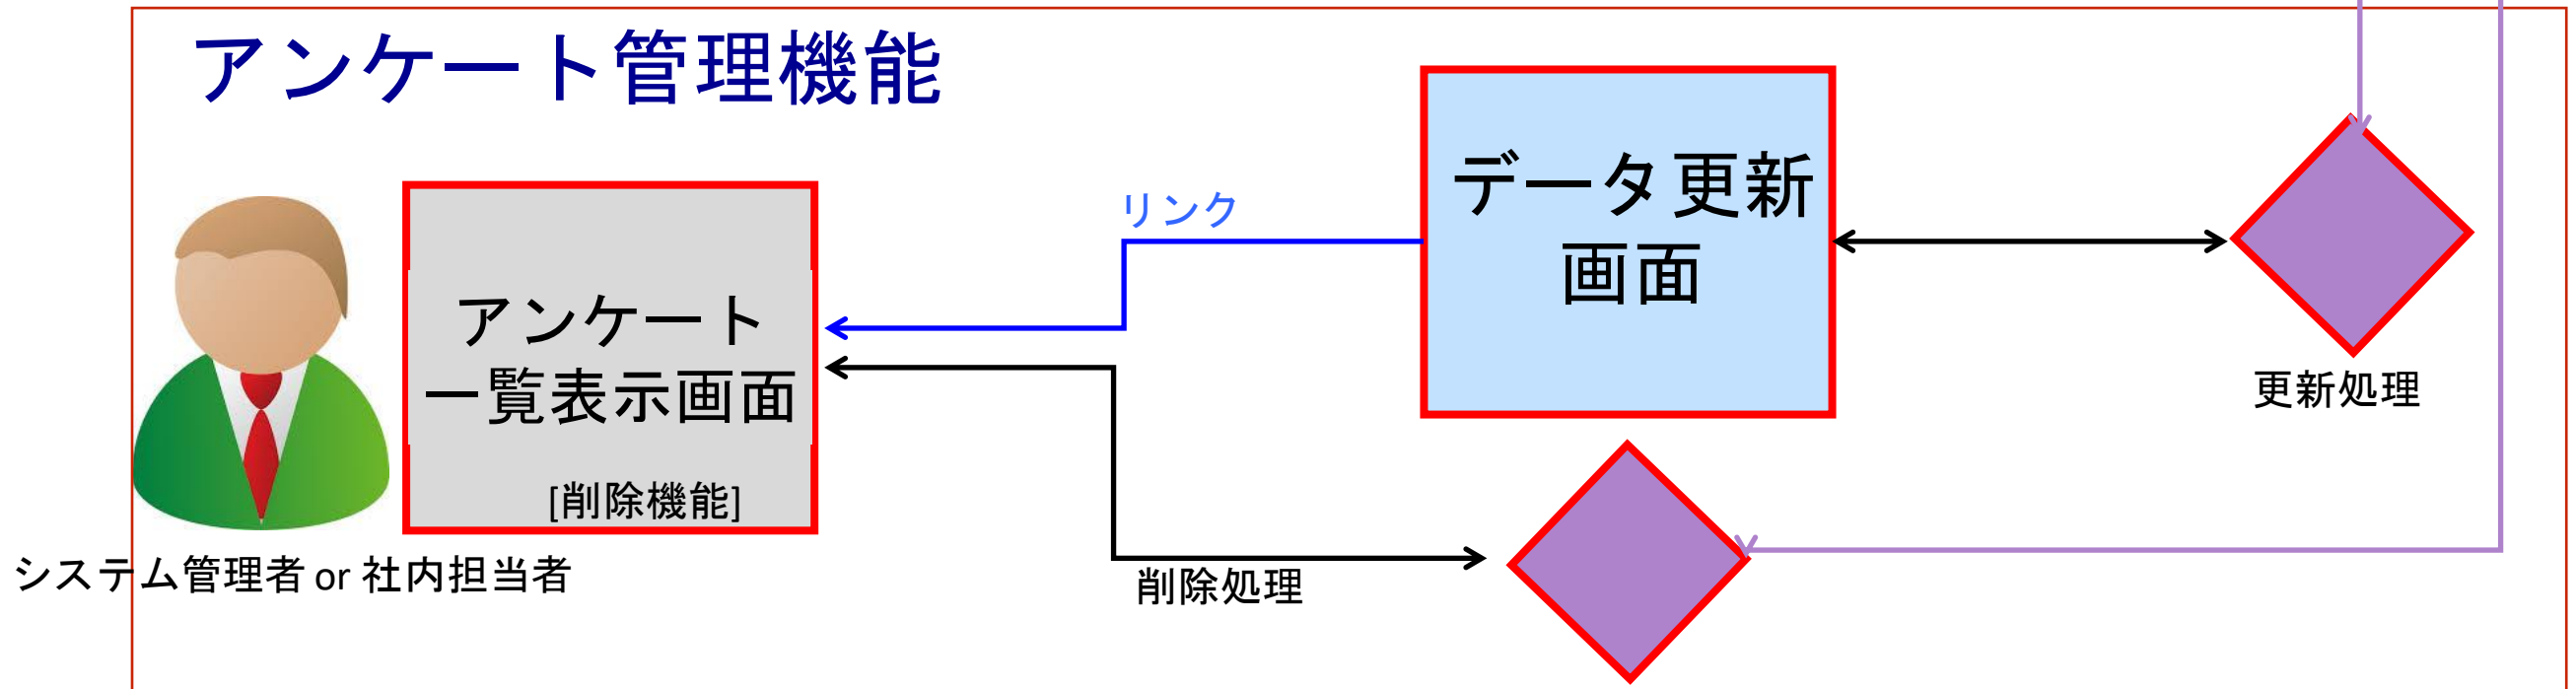 アンケート管理機能
データ更新
画面
リンク
アンケート
一覧表示画面
[削除機能]
更新処理
システム管理者 or 社内担当者
削除処理